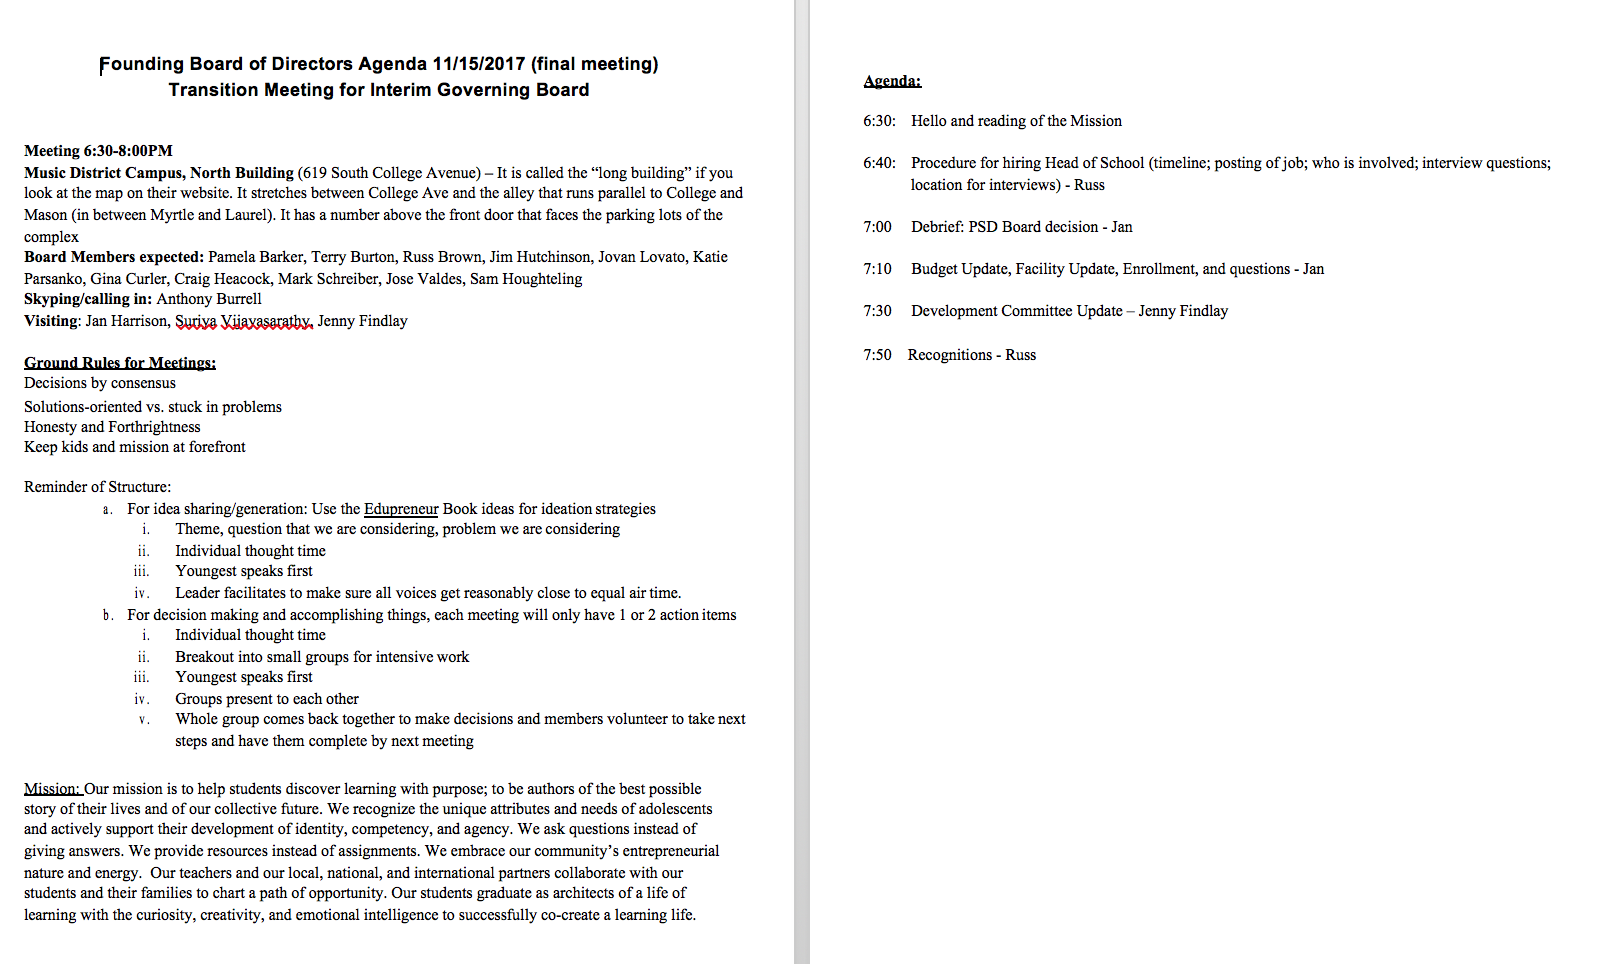 Founding Board of Directors Agenda 11/15/2017 (final meeting)
Transition Meeting for Interim Governing Board
Meeting 6:30-8:00PM
Music District Campus, North Building (619 South College Avenue) – It is called the “long building” if you
look at the map on their website. It stretches between College Ave and the alley that runs parallel to College and
Mason (in between Myrtle and Laurel). It has a number above the front door that faces the parking lots of the
complex
Board Members expected: Pamela Barker, Terry Burton, Russ Brown, Jim Hutchinson, Jovan Lovato, Katie
Parsanko, Gina Curler, Craig Heacock, Mark Schreiber, Jose Valdes, Sam Houghteling
Skyping/calling in: Anthony Burrell
Visiting: Jan Harrison, Suriya Vijayasarathy, Jenny Findlay
Ground Rules for Meetings:
Decisions by consensus
Solutions-oriented vs. stuck in problems
Honesty and Forthrightness
Keep kids and mission at forefront
Reminder of Structure:
a. For idea sharing/generation: Use the Edupreneur Book ideas for ideation strategies
i. Theme, question that we are considering, problem we are considering
ii. Individual thought time
iii. Youngest speaks first
iv. Leader facilitates to make sure all voices get reasonably close to equal air time.
b. For decision making and accomplishing things, each meeting will only have 1 or 2 action items
i. Individual thought time
ii. Breakout into small groups for intensive work
iii. Youngest speaks first
iv. Groups present to each other
v. Whole group comes back together to make decisions and members volunteer to take next
steps and have them complete by next meeting
Mission: Our mission is to help students discover learning with purpose; to be authors of the best possible
story of their lives and of our collective future. We recognize the unique attributes and needs of adolescents
and actively support their development of identity, competency, and agency. We ask questions instead of
giving answers. We provide resources instead of assignments. We embrace our community’s entrepreneurial
nature and energy. Our teachers and our local, national, and international partners collaborate with our
students and their families to chart a path of opportunity. Our students graduate as architects of a life of
learning with the curiosity, creativity, and emotional intelligence to successfully co-create a learning life.
Agenda:
6:30: Hello and reading of the Mission
6:40: Procedure for hiring Head of School (timeline; posting of job; who is involved; interview questions;
location for interviews) - Russ
7:00 Debrief: PSD Board decision - Jan
7:10 Budget Update, Facility Update, Enrollment, and questions - Jan
7:30 Development Committee Update – Jenny Findlay
7:50 Recognitions - Russ